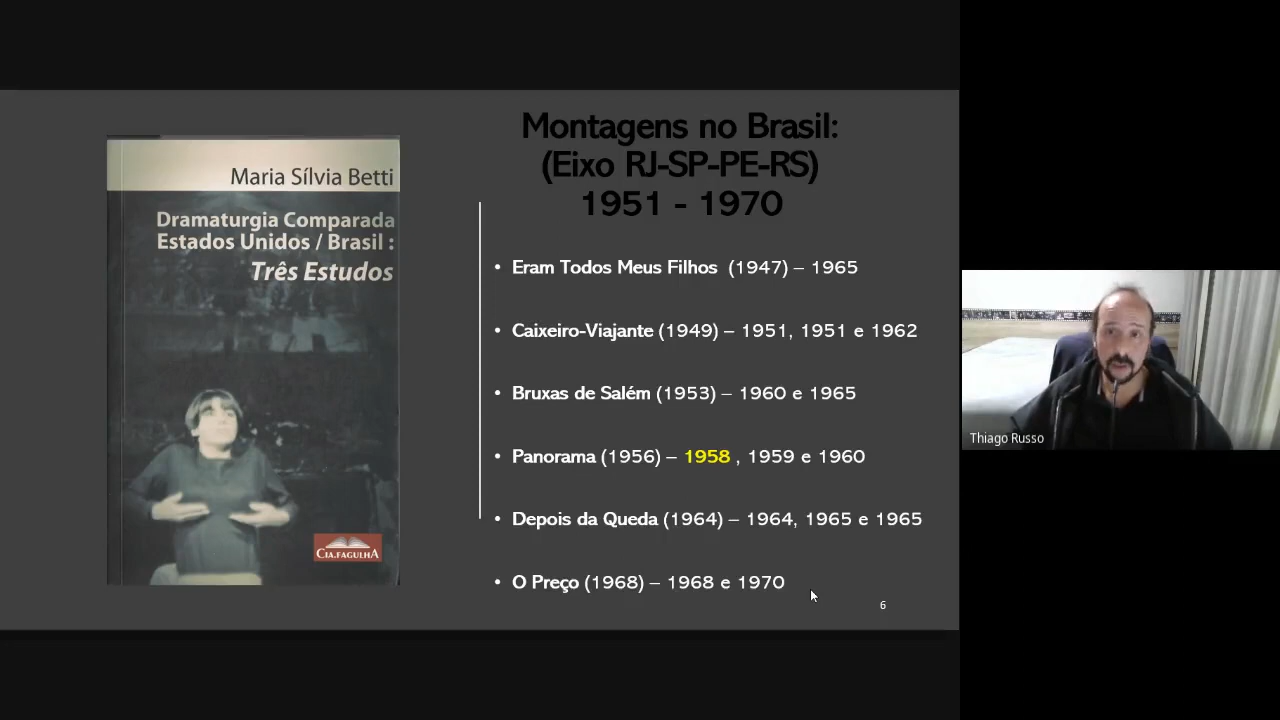 Maria Sílvia Betti
Dramaturgia Comparada
Estados Unidos / Brasil :
Três Estudos
CIA.FAGULHA
Montagens no Brasil:
(Eixo RJ-SP-PE-RS)
1951 - 1970
• Eram Todos Meus Filhos (1947) – 1965
• Caixeiro-Viajante (1949) – 1951, 1951 e 1962
• Bruxas de Salém (1953) – 1960 e 1965
• Panorama (1956) – 1958 , 1959 e 1960
• Depois da Queda (1964) – 1964, 1965 e 1965
• O Preço (1968) – 1968 e 1970
6
Thiago Russo